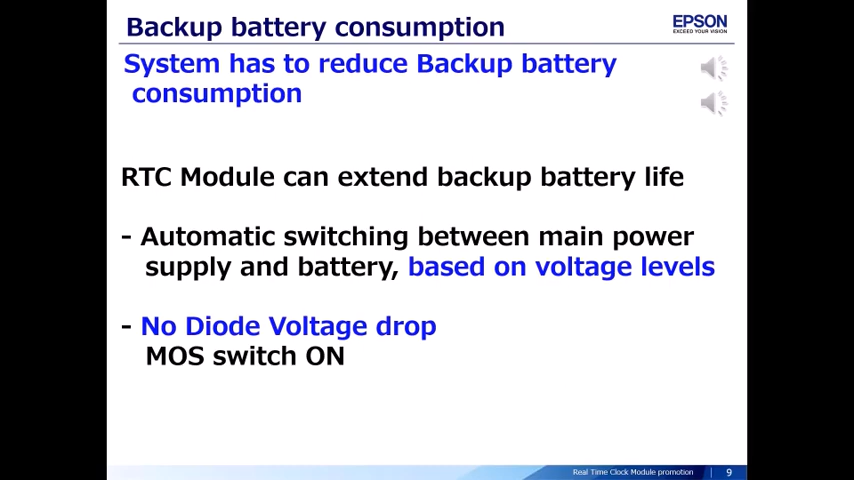 Backup battery consumption
EPSON
EXCEED YOUR VISION
System has to reduce Backup battery
consumption
RTC Module can extend backup battery life
- Automatic switching between main power
supply and battery, based on voltage levels
- No Diode Voltage drop
MOS switch ON
Real Time Clock Module promotion
9